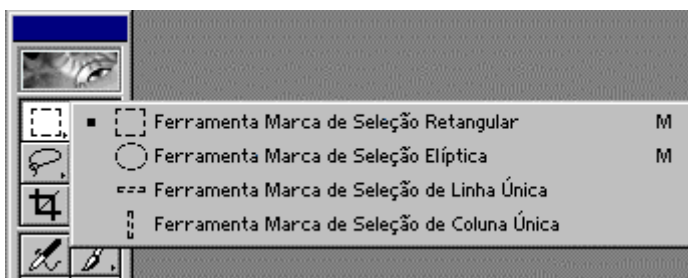 Ferramenta Marca de Seleção Retangular M
Ferramenta Marca de Seleção Elíptica M
Ferramenta Marca de Seleção de Linha Única
Ferramenta Marca de Seleção de Coluna Única